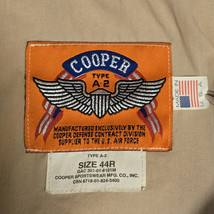 COOPER
TYPE
A-2
MANUFACTURED EXCLUSIVELY BY THE
COOPER DEFENSE CONTRACT DIVISION
SUPPLIER TO THE U.S. AIR FORCE
MADE IN
U.S.A
TYPE A-2
SIZE 44R
COOPER SPORTSWEAR MFG. CO., INC.